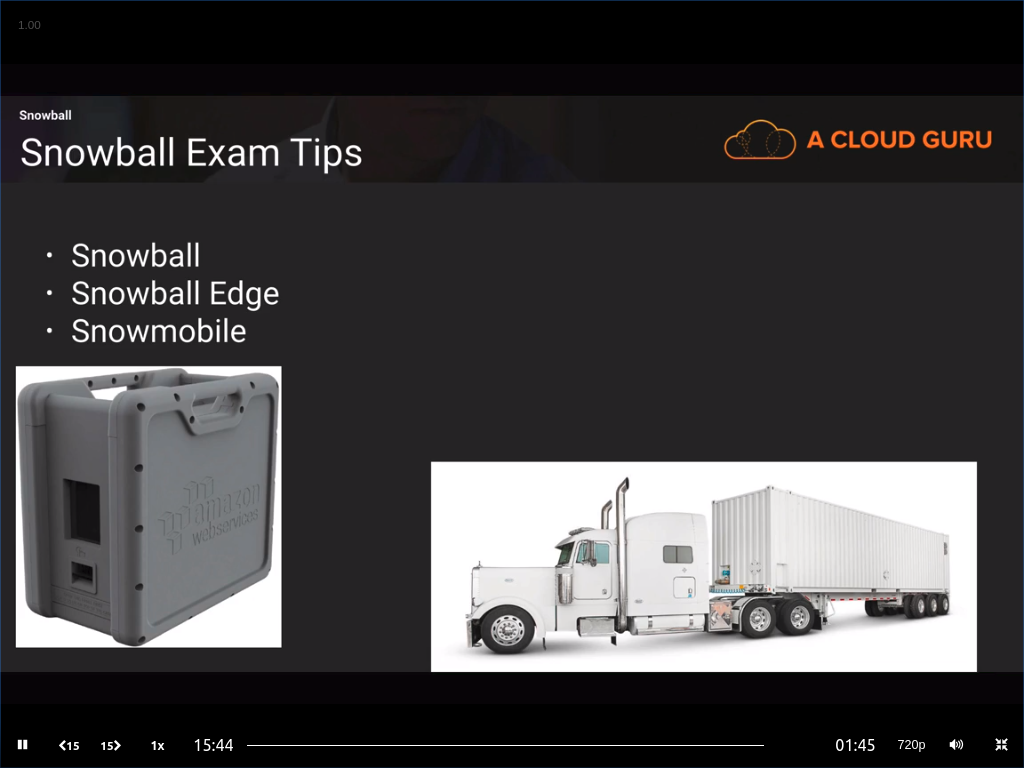 1.00
Snowball
Snowball Exam Tips
A CLOUD GURU
· Snowball
· Snowball Edge
· Snowmobile
amazon
webservices
15
15
1x
15:44
01:45
720p